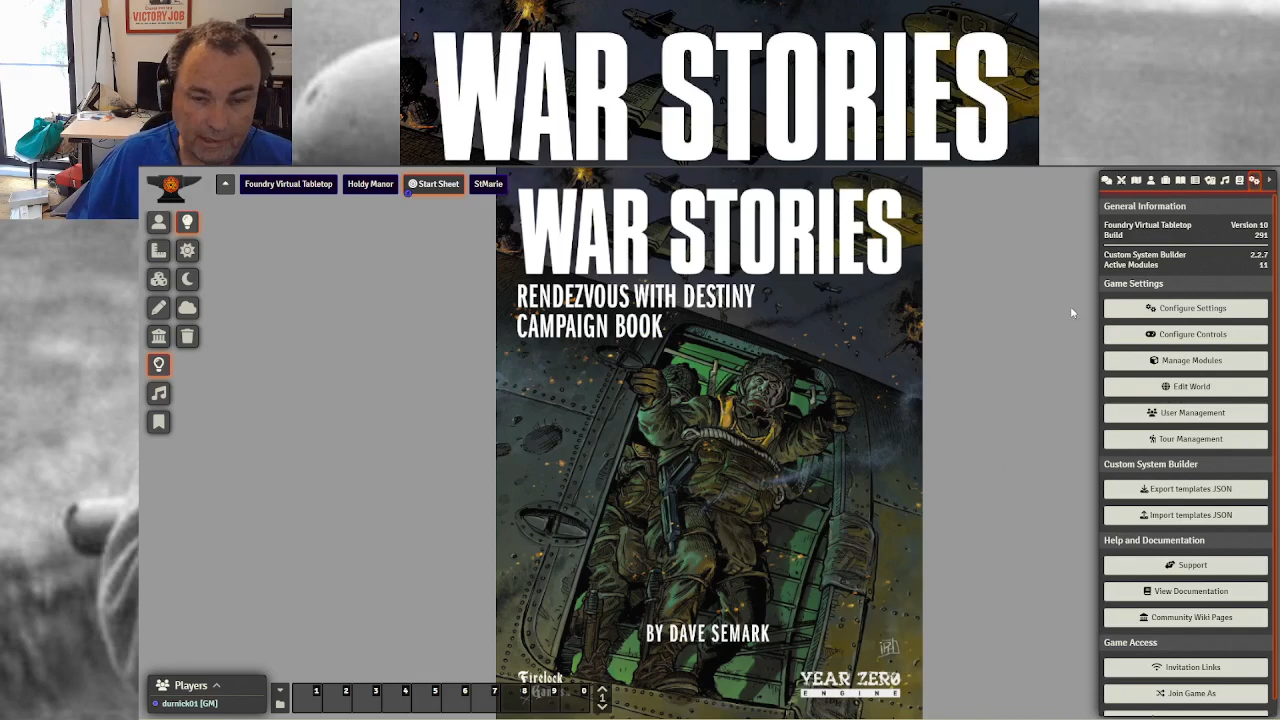 VICTORY JOB
WAR STORIES
Foundry Virtual Tabletop
Holdy Manor
Start Sheet
StMarie
WAR STORIES
RENDEZVOUS WITH DESTINY
CAMPAIGN BOOK
BY DAVE SEMARK
Firelock
Games
YEAR ZERO
ENGINE
General Information
Foundry Virtual Tabletop Version 10
Build 291
Custom System Builder 2.2.7
Active Modules 11
Game Settings
Configure Settings
Configure Controls
Manage Modules
Edit World
User Management
Tour Management
Custom System Builder
Export templates JSON
Import templates JSON
Help and Documentation
Support
View Documentation
Community Wiki Pages
Game Access
Invitation Links
Join Game As
Players
durnick01 [GM]
1 2 3 4 5 6 7 8 9 0